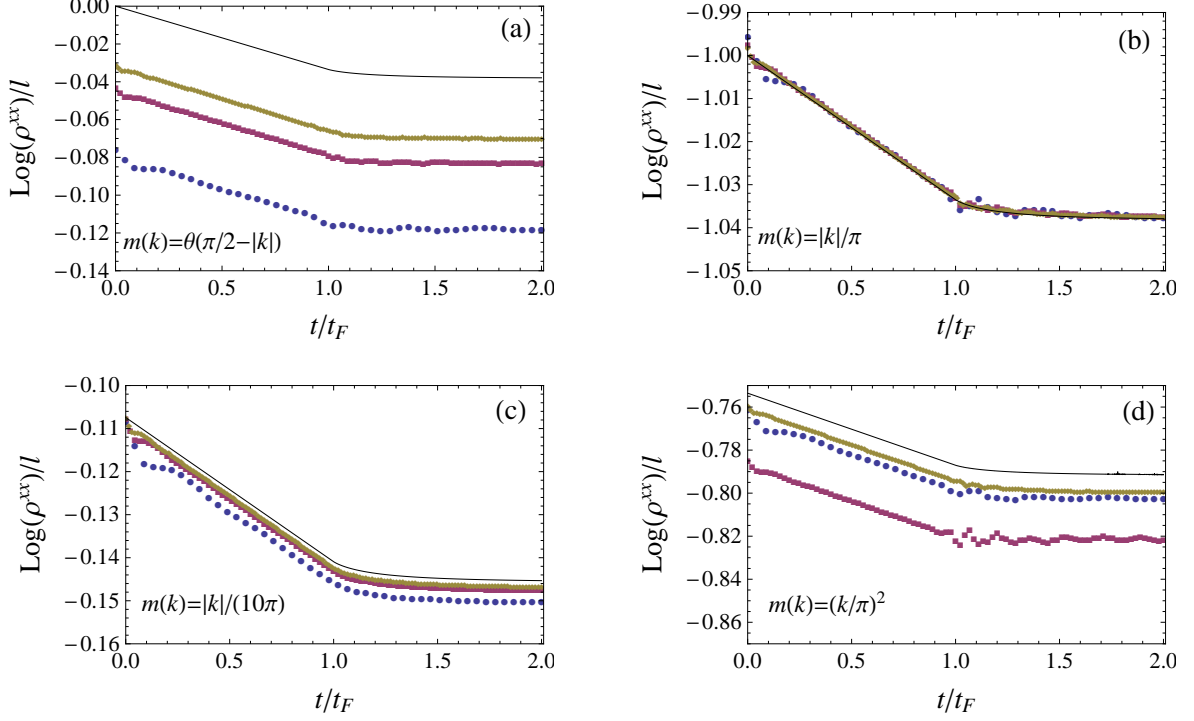 0.00
−0.00
−0.02
−0.04
−0.06
−0.08
−0.10
−0.12
−0.14
Log(ρ^{xx})/l
(a)
m(k)=θ(π/2−|k|)
0.0 0.5 1.0 1.5 2.0
t/t_F
−0.99
−1.00
−1.01
−1.02
−1.03
−1.04
−1.05
Log(ρ^{xx})/l
(b)
m(k)=|k|/π
0.0 0.5 1.0 1.5 2.0
t/t_F
−0.10
−0.11
−0.12
−0.13
−0.14
−0.15
−0.16
Log(ρ^{xx})/l
(c)
m(k)=|k|/(10π)
0.0 0.5 1.0 1.5 2.0
t/t_F
−0.76
−0.78
−0.80
−0.82
−0.84
−0.86
Log(ρ^{xx})/l
(d)
m(k)=(k/π)²
0.0 0.5 1.0 1.5 2.0
t/t_F